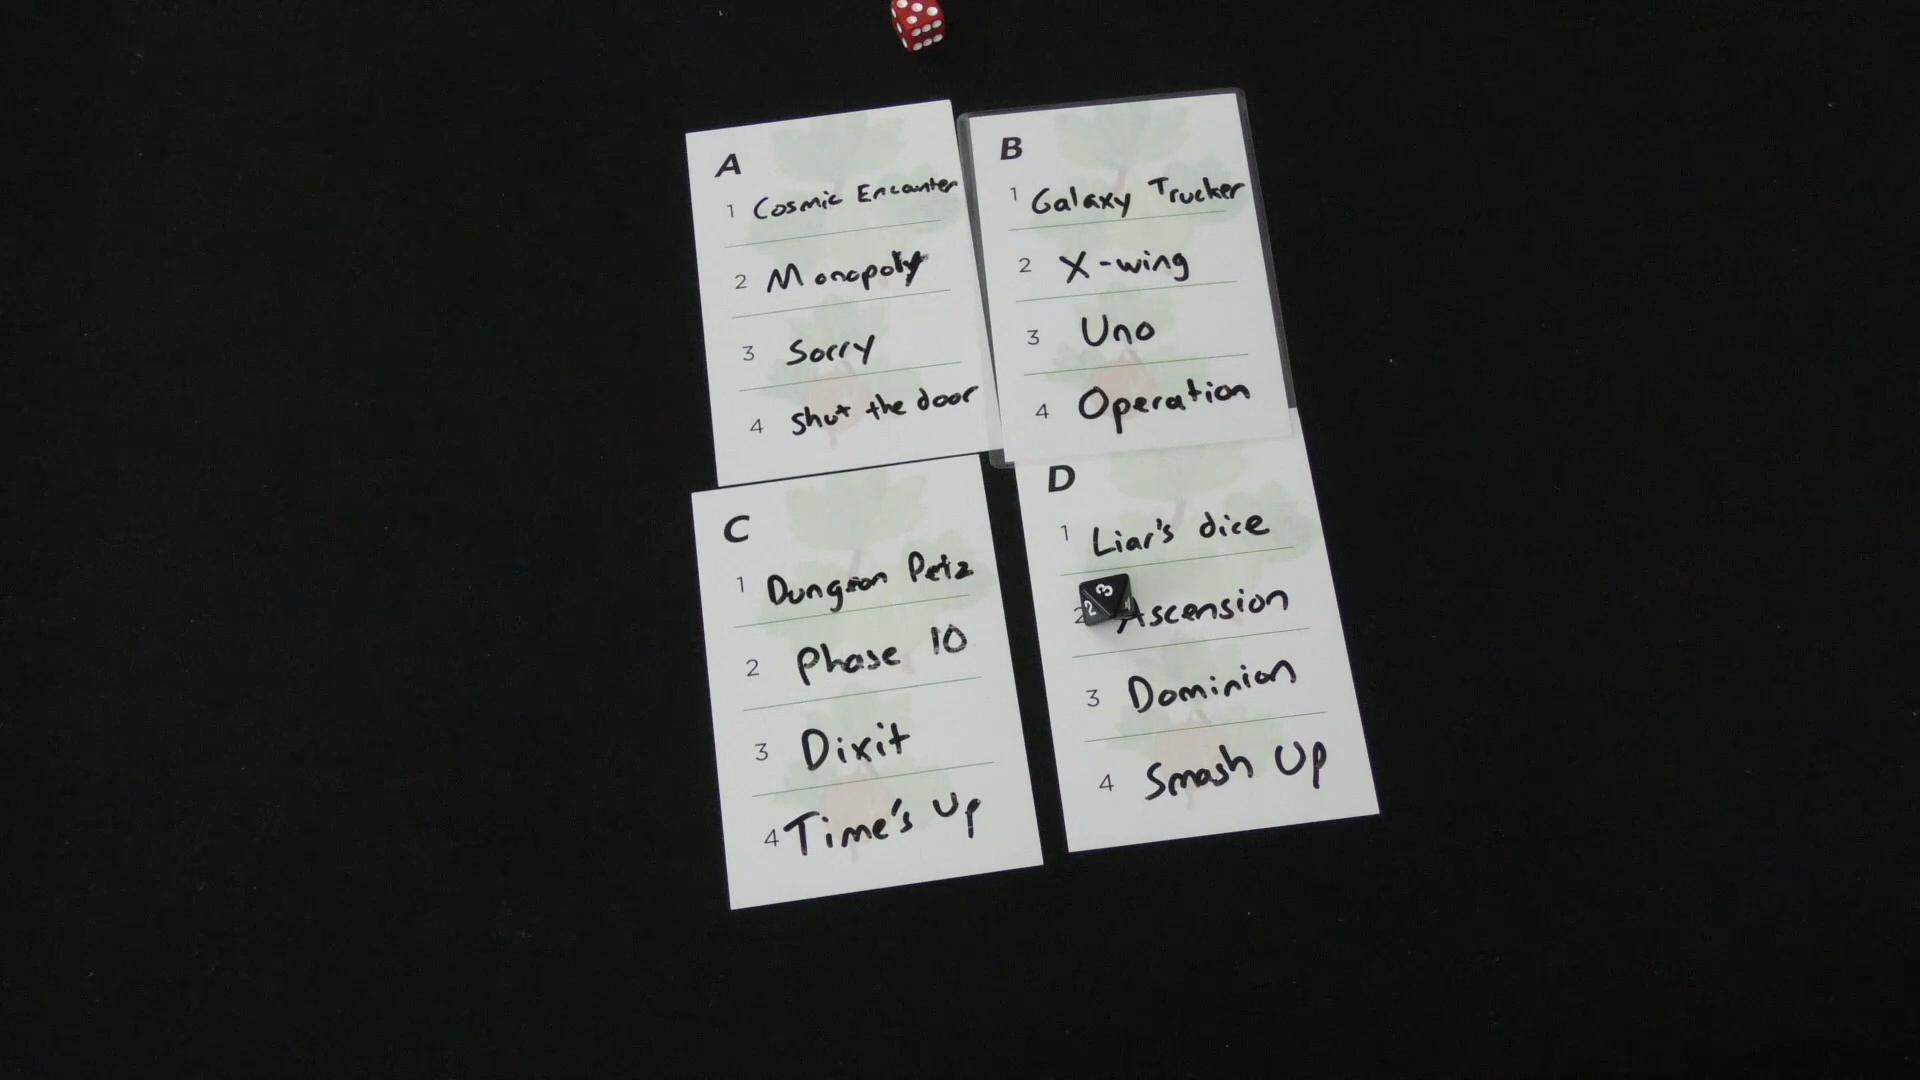 A
1 Cosmic Encounter
2 Monopoly
3 Sorry
4 Shut the door
B
1 Galaxy Trucker
2 X-wing
3 Uno
4 Operation
C
1 Dungeon Petz
2 Phase 10
3 Dixit
4 Time's Up
D
1 Liar's dice
2 Ascension
3 Dominion
4 Smash Up
3
2